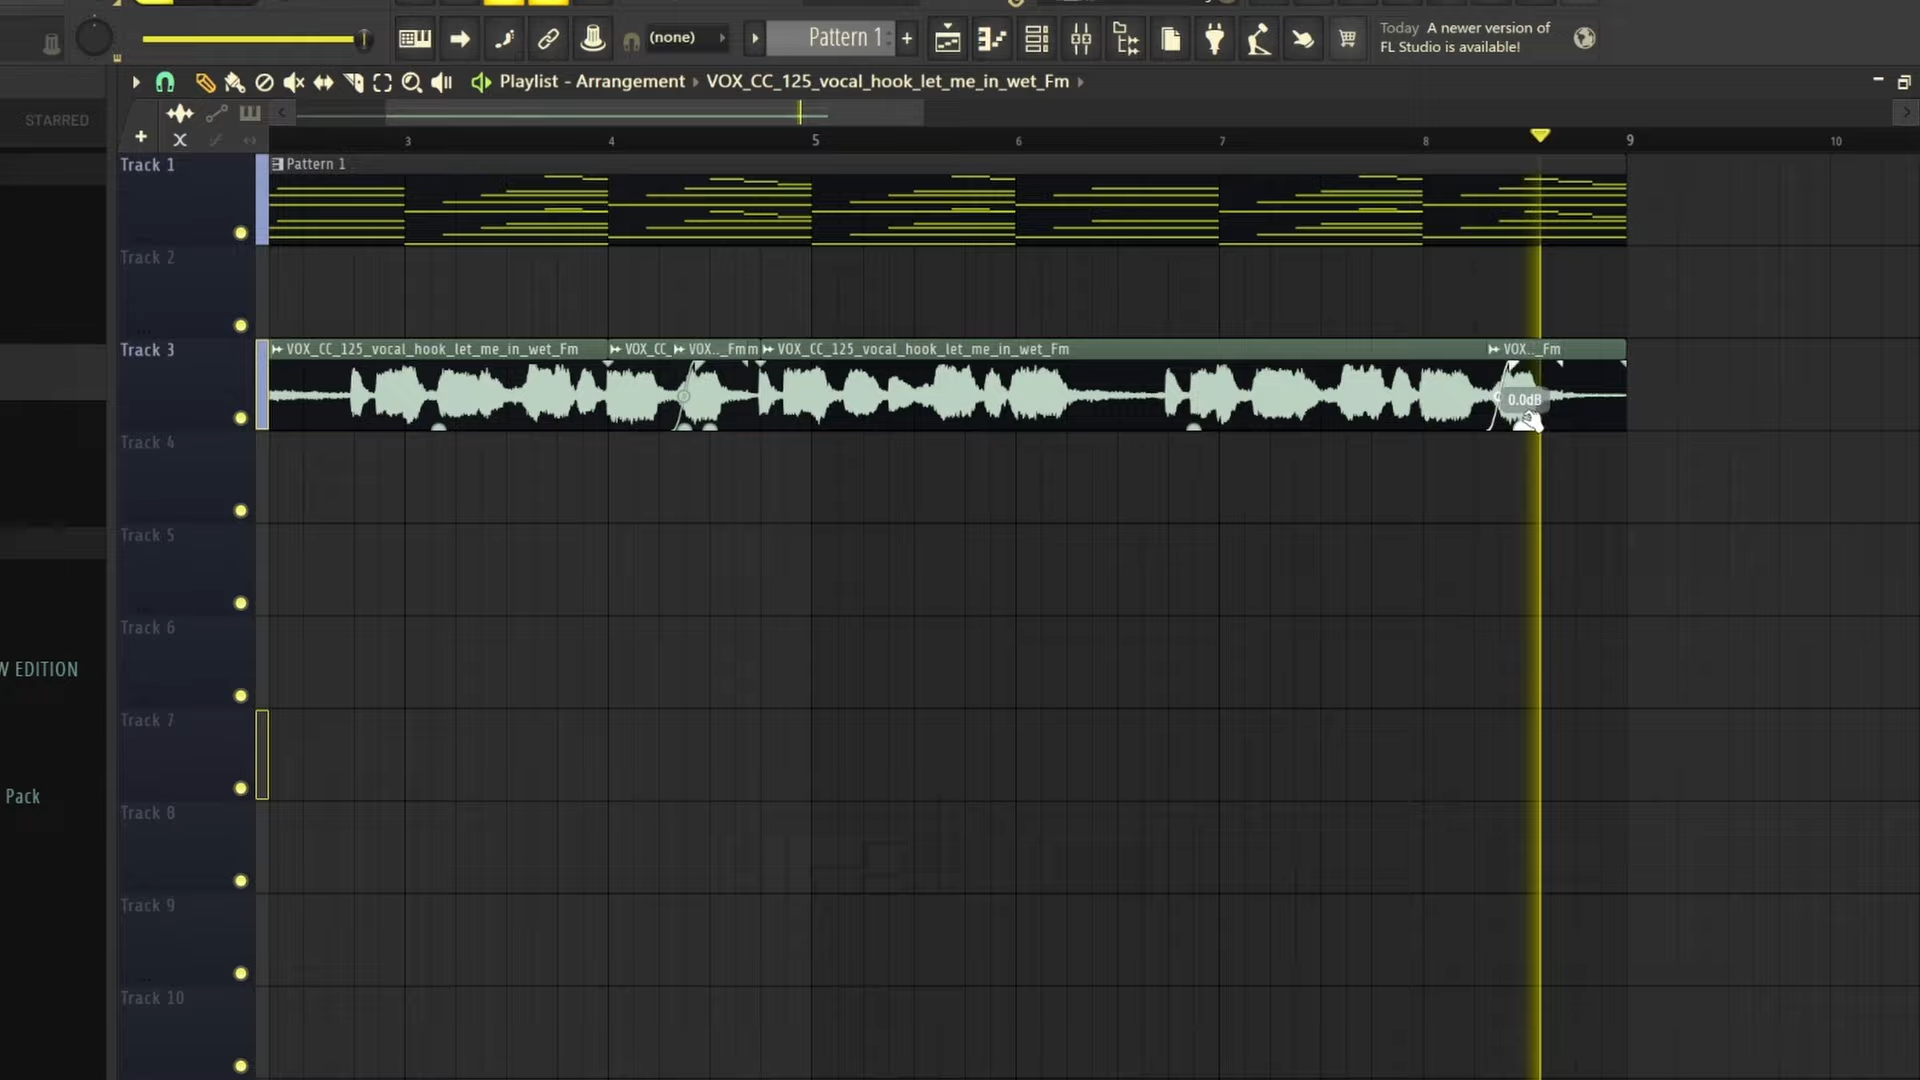 (none)
Pattern 1
Today A newer version of
FL Studio is available!
Playlist - Arrangement › VOX_CC_125_vocal_hook_let_me_in_wet_Fm
STARRED
3 4 5 6 7 8 9 10
Track 1
Pattern 1
Track 2
Track 3
VOX_CC_125_vocal_hook_let_me_in_wet_Fm
VOX_CC_
VOX.._Fmm
VOX_CC_125_vocal_hook_let_me_in_wet_Fm
VOX.._Fm
0.0dB
Track 4
Track 5
Track 6
W EDITION
Track 7
Pack
Track 8
Track 9
Track 10